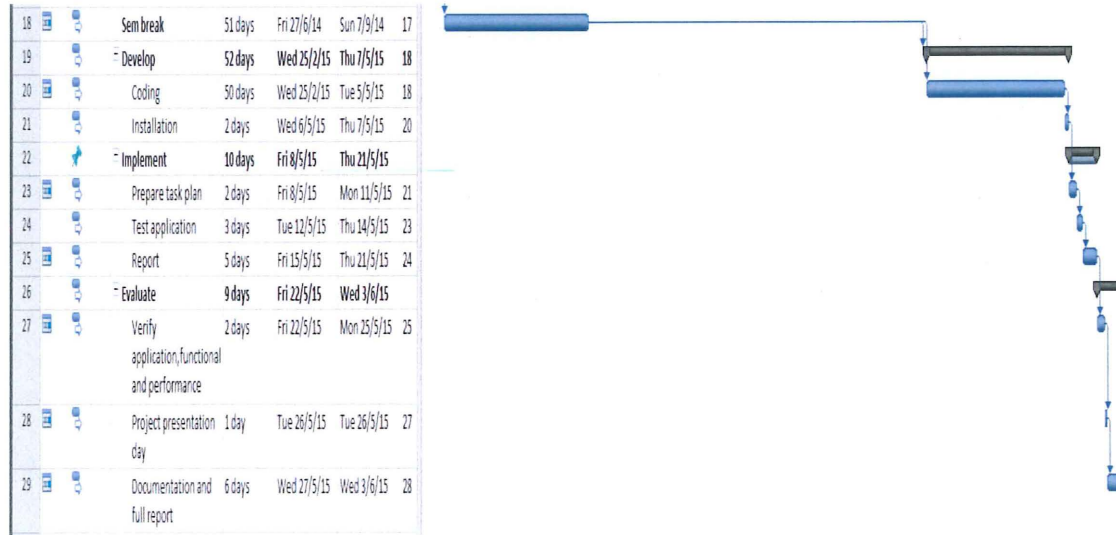 18 Sem break 51 days Fri 27/6/14 Sun 7/9/14 17
19 Develop 52 days Wed 25/2/15 Thu 7/5/15 18
20 Coding 50 days Wed 25/2/15 Tue 5/5/15 18
21 Installation 2 days Wed 6/5/15 Thu 7/5/15 20
22 Implement 10 days Fri 8/5/15 Thu 21/5/15
23 Prepare task plan 2 days Fri 8/5/15 Mon 11/5/15 21
24 Test application 3 days Tue 12/5/15 Thu 14/5/15 23
25 Report 5 days Fri 15/5/15 Thu 21/5/15 24
26 Evaluate 9 days Fri 22/5/15 Wed 3/6/15
27 Verify 2 days Fri 22/5/15 Mon 25/5/15 25
application,functional
and performance
28 Project presentation 1 day Tue 26/5/15 Tue 26/5/15 27
day
29 Documentation and 6 days Wed 27/5/15 Wed 3/6/15 28
full report